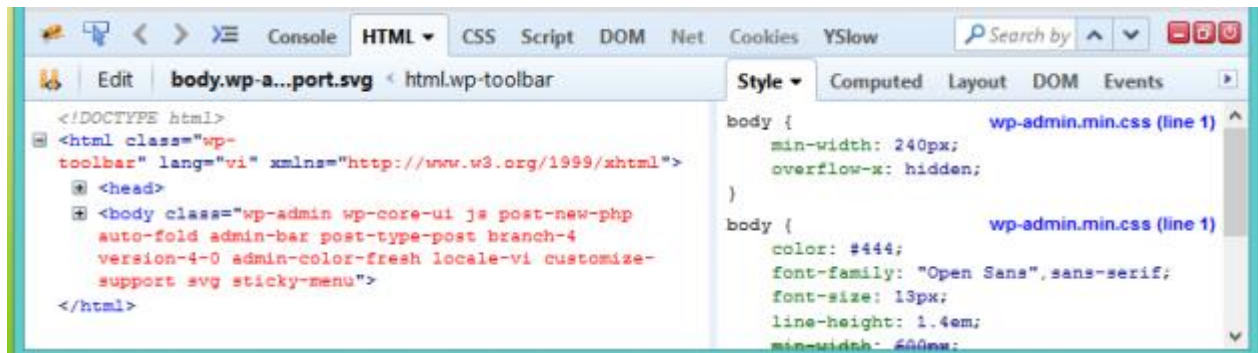 Console HTML CSS Script DOM Net Cookies YSlow Search by
Edit body.wp-a...port.svg < html.wp-toolbar
Style Computed Layout DOM Events
<!DOCTYPE html>
<html class="wp-
toolbar" lang="vi" xmlns="http://www.w3.org/1999/xhtml">
<head>
<body class="wp-admin wp-core-ui js post-new-php
auto-fold admin-bar post-type-post branch-4
version-4-0 admin-color-fresh locale-vi customize-
support svg sticky-menu">
</html>
body { wp-admin.min.css (line 1)
min-width: 240px;
overflow-x: hidden;
}
body { wp-admin.min.css (line 1)
color: #444;
font-family: "Open Sans",sans-serif;
font-size: 13px;
line-height: 1.4em;
min-width: 600px;